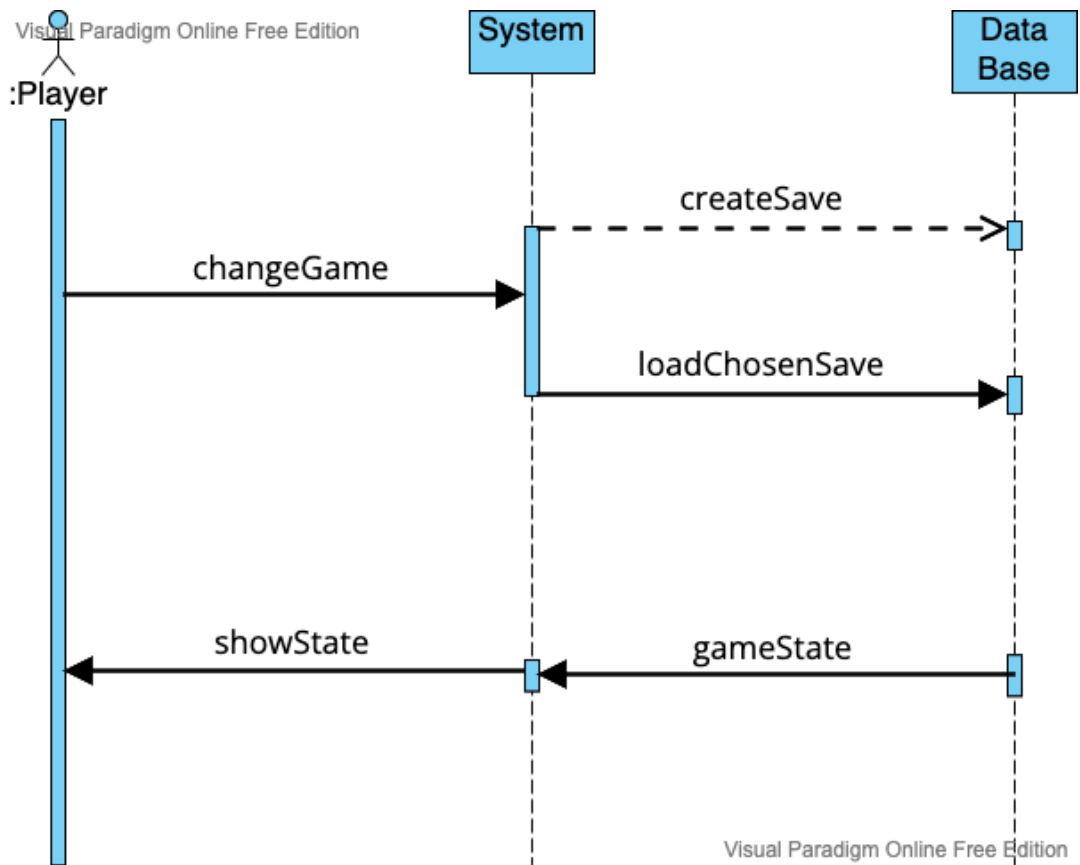 Visual Paradigm Online Free Edition
:Player
System
Data
Base
createSave
changeGame
loadChosenSave
showState
gameState
Visual Paradigm Online Free Edition